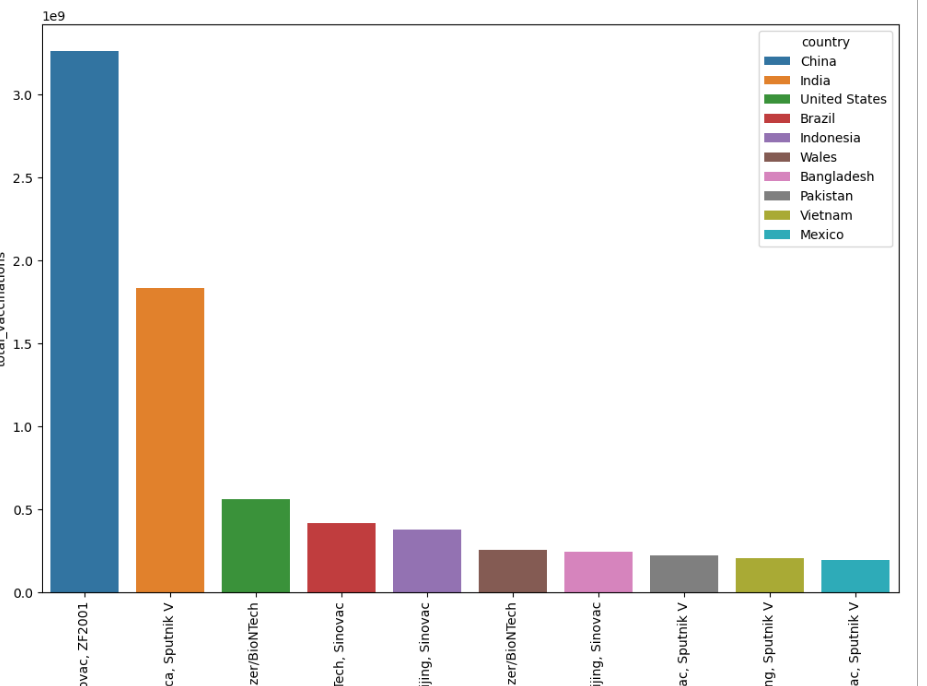 1e9
3.0
2.5
2.0
1.5
1.0
0.5
0.0
total_vaccinations
country
China
India
United States
Brazil
Indonesia
Wales
Bangladesh
Pakistan
Vietnam
Mexico
ovac, ZF2001
ca, Sputnik V
zer/BioNTech
Tech, Sinovac
ijing, Sinovac
zer/BioNTech
ijing, Sinovac
ac, Sputnik V
ng, Sputnik V
ac, Sputnik V